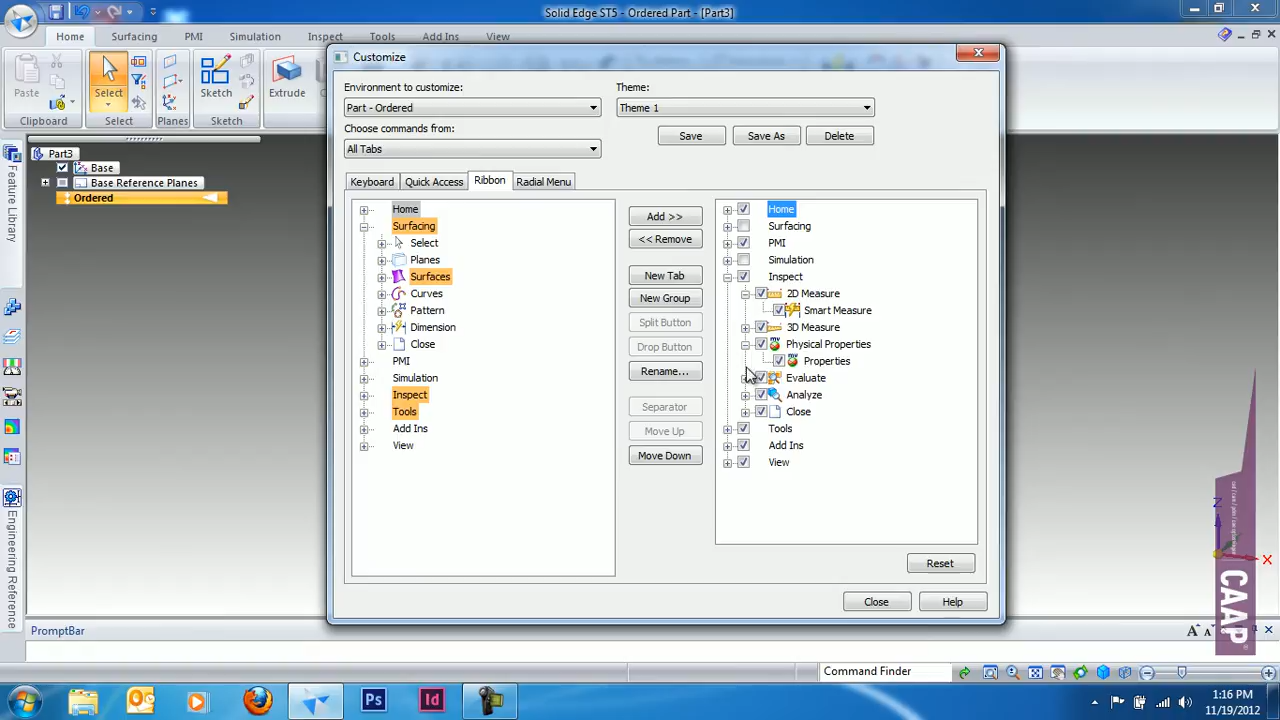 Solid Edge ST5 - Ordered Part - [Part3]
Home Surfacing PMI Simulation Inspect Tools Add Ins View
Paste
Select
Sketch
Extrude
Clipboard Select Planes Sketch
Feature Library
Engineering Reference
Part3
Base
Base Reference Planes
Ordered
Customize
Environment to customize:
Part - Ordered
Theme:
Theme 1
Choose commands from:
All Tabs
Save Save As Delete
Keyboard Quick Access Ribbon Radial Menu
Home
Surfacing
Select
Planes
Surfaces
Curves
Pattern
Dimension
Close
PMI
Simulation
Inspect
Tools
Add Ins
View
Add >>
<< Remove
New Tab
New Group
Split Button
Drop Button
Rename...
Separator
Move Up
Move Down
Home
Surfacing
PMI
Simulation
Inspect
2D Measure
Smart Measure
3D Measure
Physical Properties
Properties
Evaluate
Analyze
Close
Tools
Add Ins
View
Reset
Close Help
Z
X
CAAP
PromptBar
Command Finder
Ps
Id
1:16 PM
11/19/2012